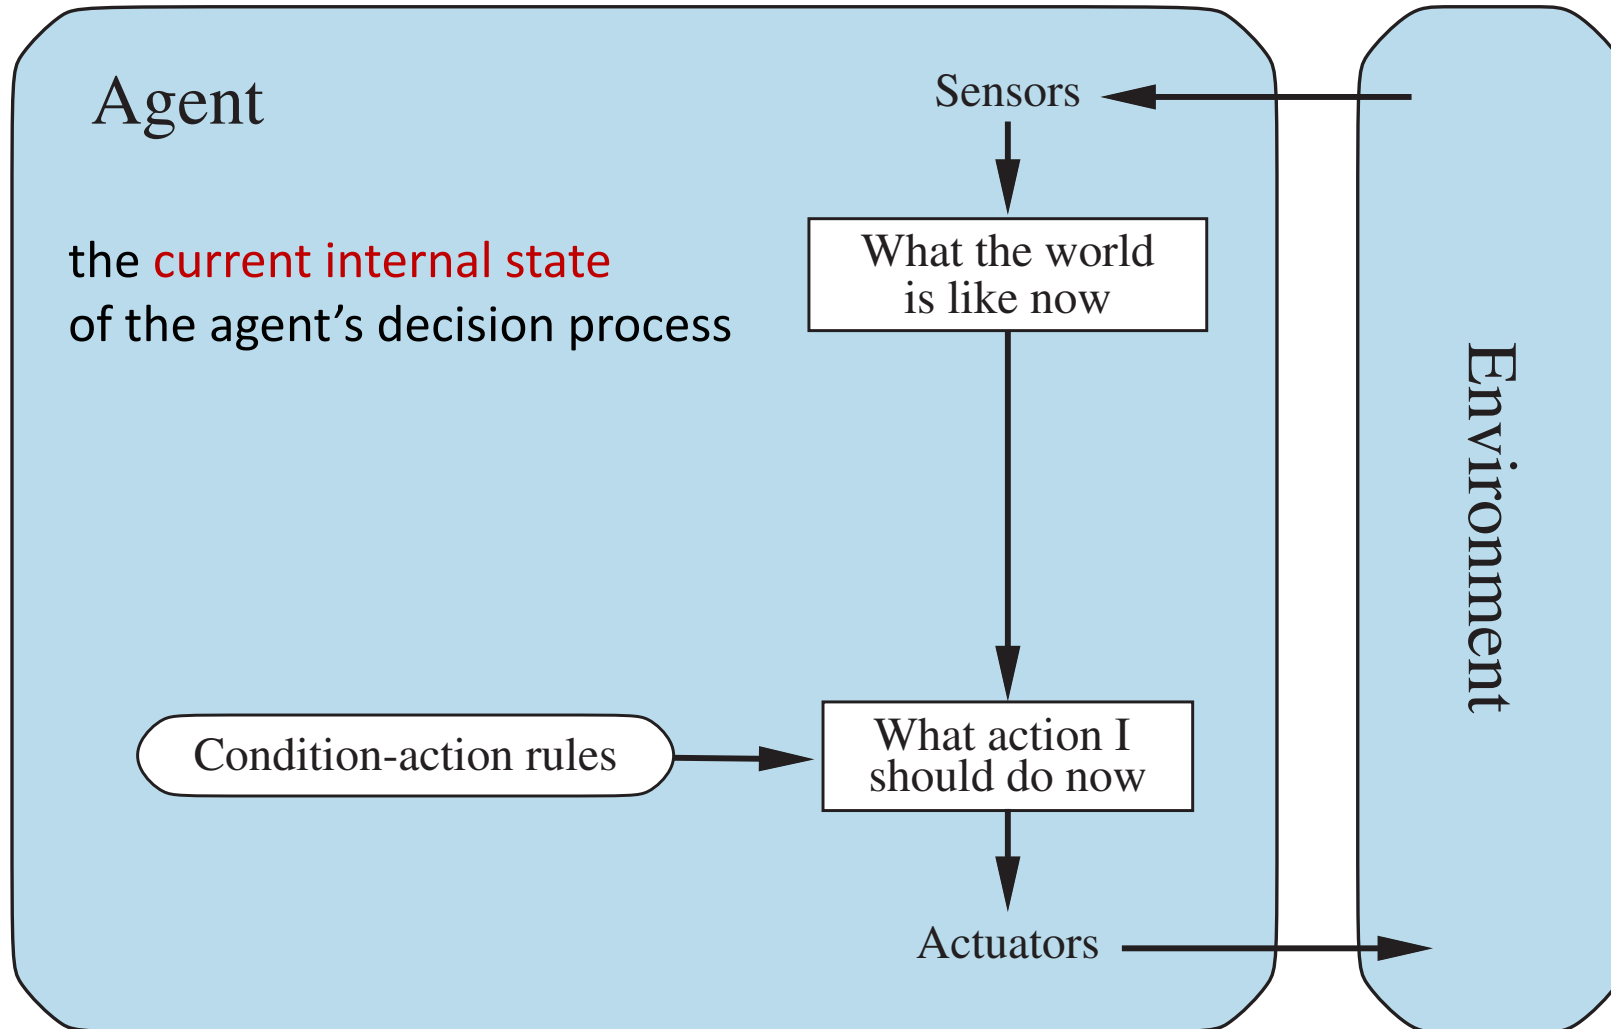 Agent
Sensors
the current internal state
of the agent’s decision process
What the world
is like now
Environment
Condition-action rules
What action I
should do now
Actuators